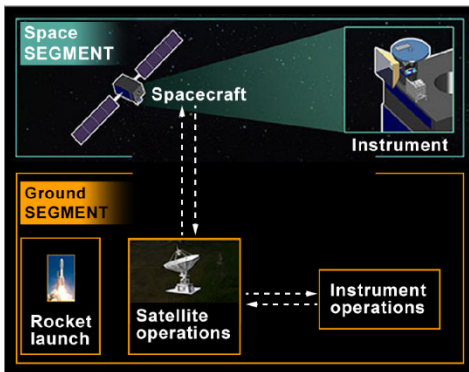 Space
SEGMENT
Spacecraft
Instrument
Ground
SEGMENT
Rocket
launch
Satellite
operations
Instrument
operations